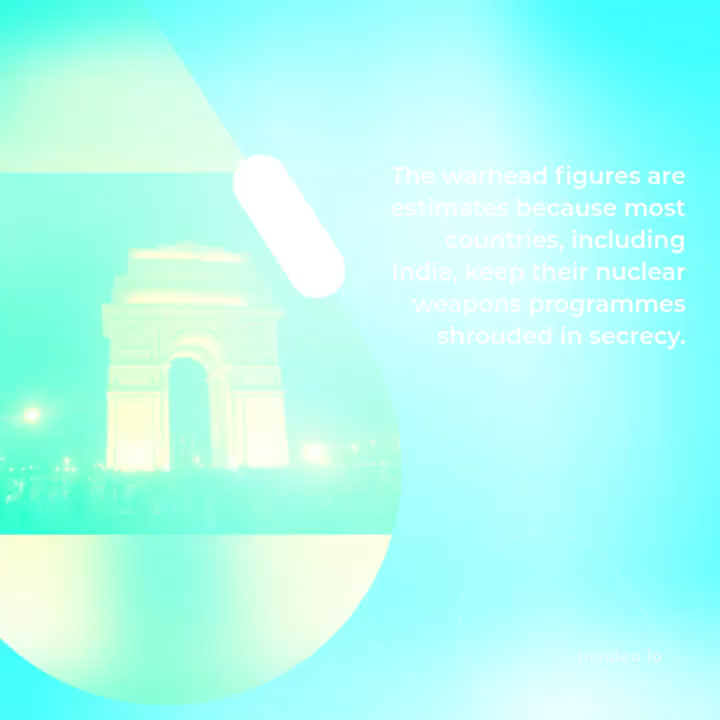 The warhead figures are
estimates because most
countries, including
India, keep their nuclear
weapons programmes
shrouded in secrecy.